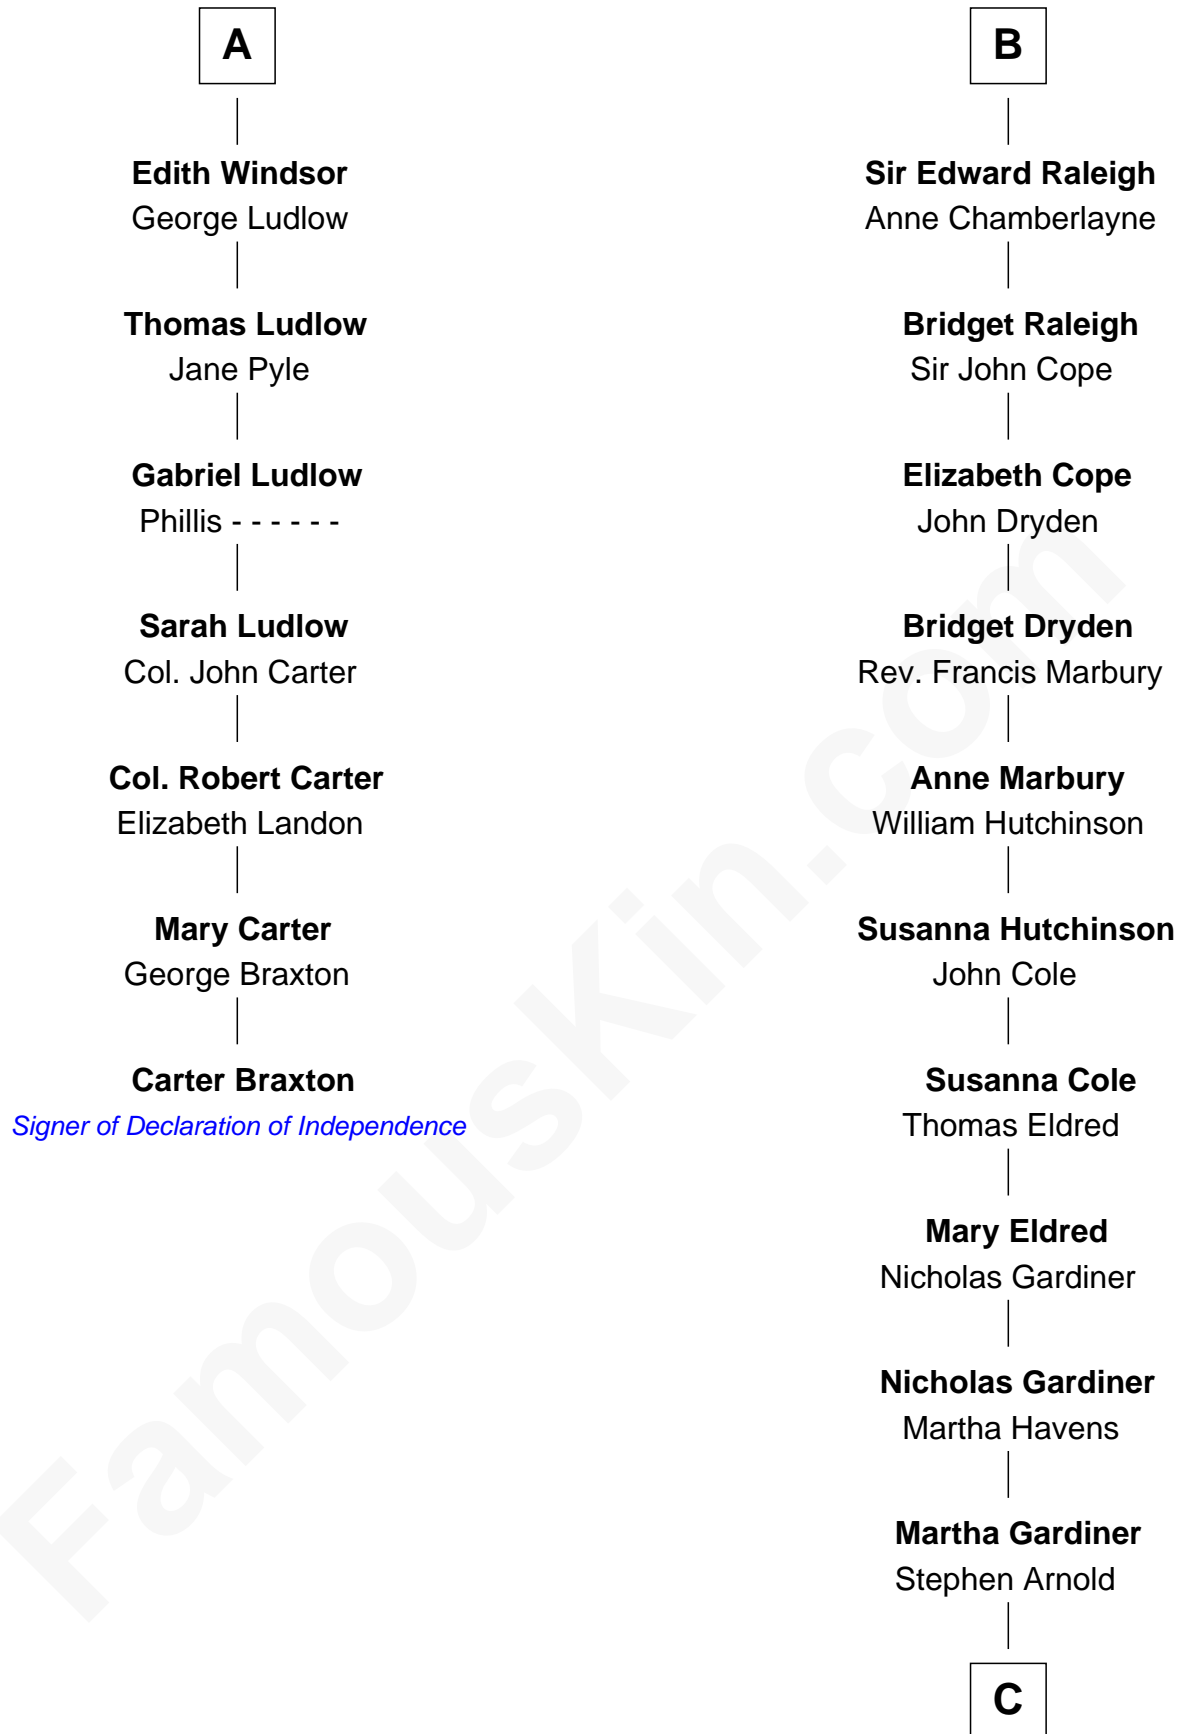 A
Edith Windsor
George Ludlow
Thomas Ludlow
Jane Pyle
Gabriel Ludlow
Phillis - - - - - -
Sarah Ludlow
Col. John Carter
Col. Robert Carter
Elizabeth Landon
Mary Carter
George Braxton
Carter Braxton
Signer of Declaration of Independence
B
Sir Edward Raleigh
Anne Chamberlayne
Bridget Raleigh
Sir John Cope
Elizabeth Cope
John Dryden
Bridget Dryden
Rev. Francis Marbury
Anne Marbury
William Hutchinson
Susanna Hutchinson
John Cole
Susanna Cole
Thomas Eldred
Mary Eldred
Nicholas Gardiner
Nicholas Gardiner
Martha Havens
Martha Gardiner
Stephen Arnold
C
FamousKin.com